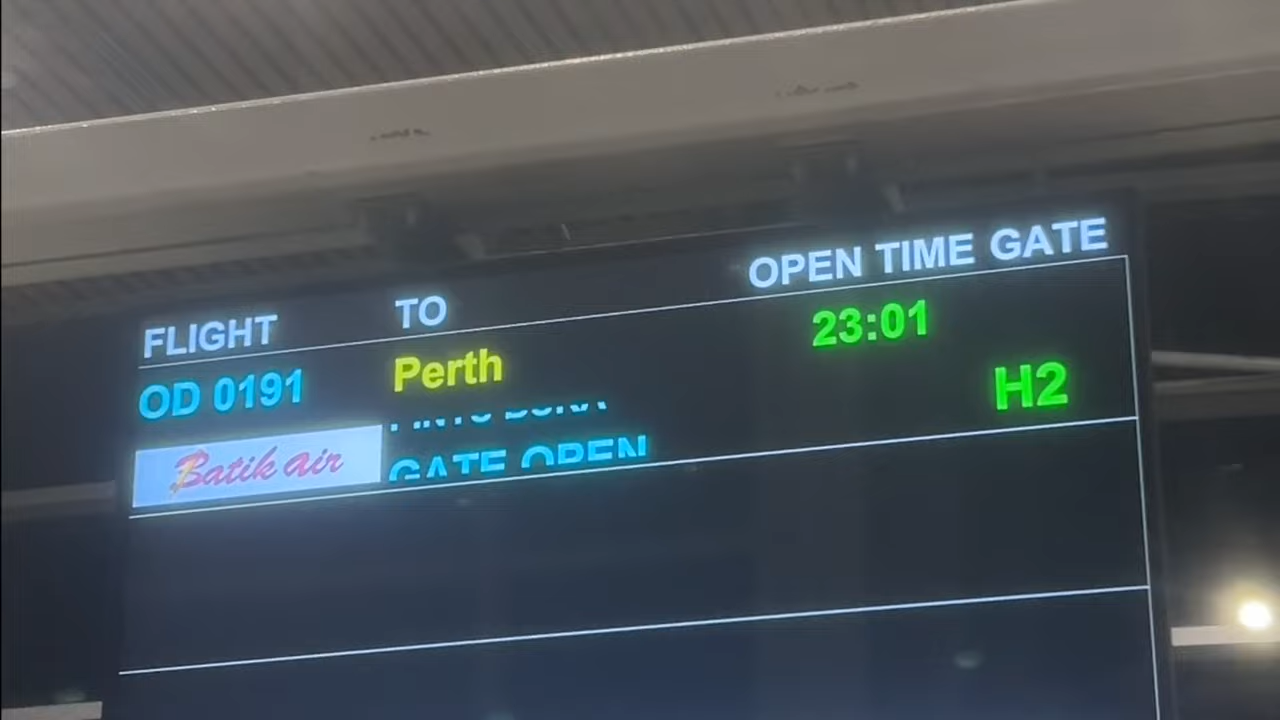 FLIGHT TO OPEN TIME GATE
OD 0191 Perth 23:01
H2
Batik air GATE OPEN